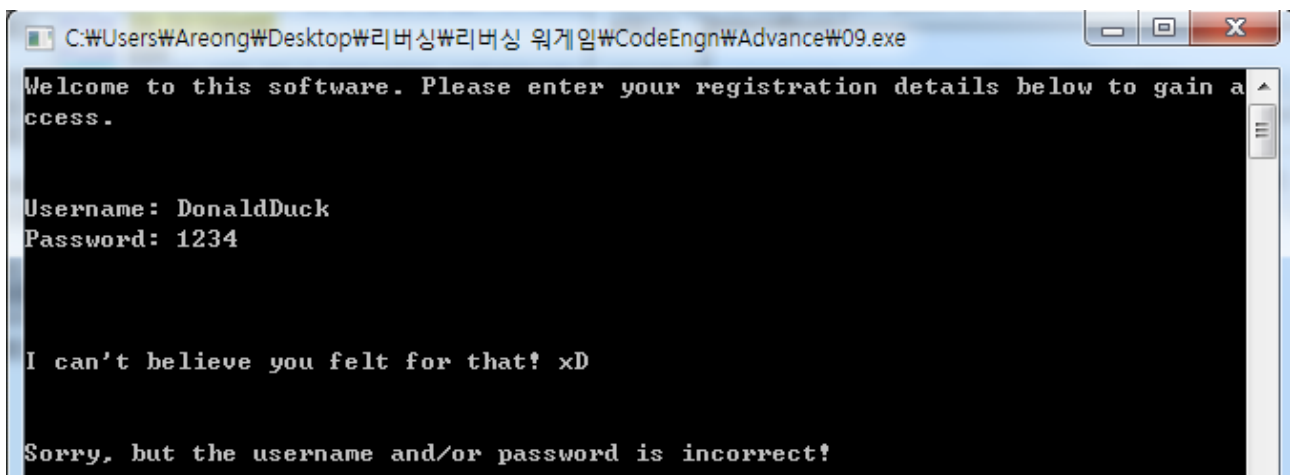 C:₩Users₩Areong₩Desktop₩리버싱₩리버싱 워게임₩CodeEngn₩Advance₩09.exe
Welcome to this software. Please enter your registration details below to gain a
ccess.
Username: DonaldDuck
Password: 1234
I can't believe you felt for that! xD
Sorry, but the username and/or password is incorrect!